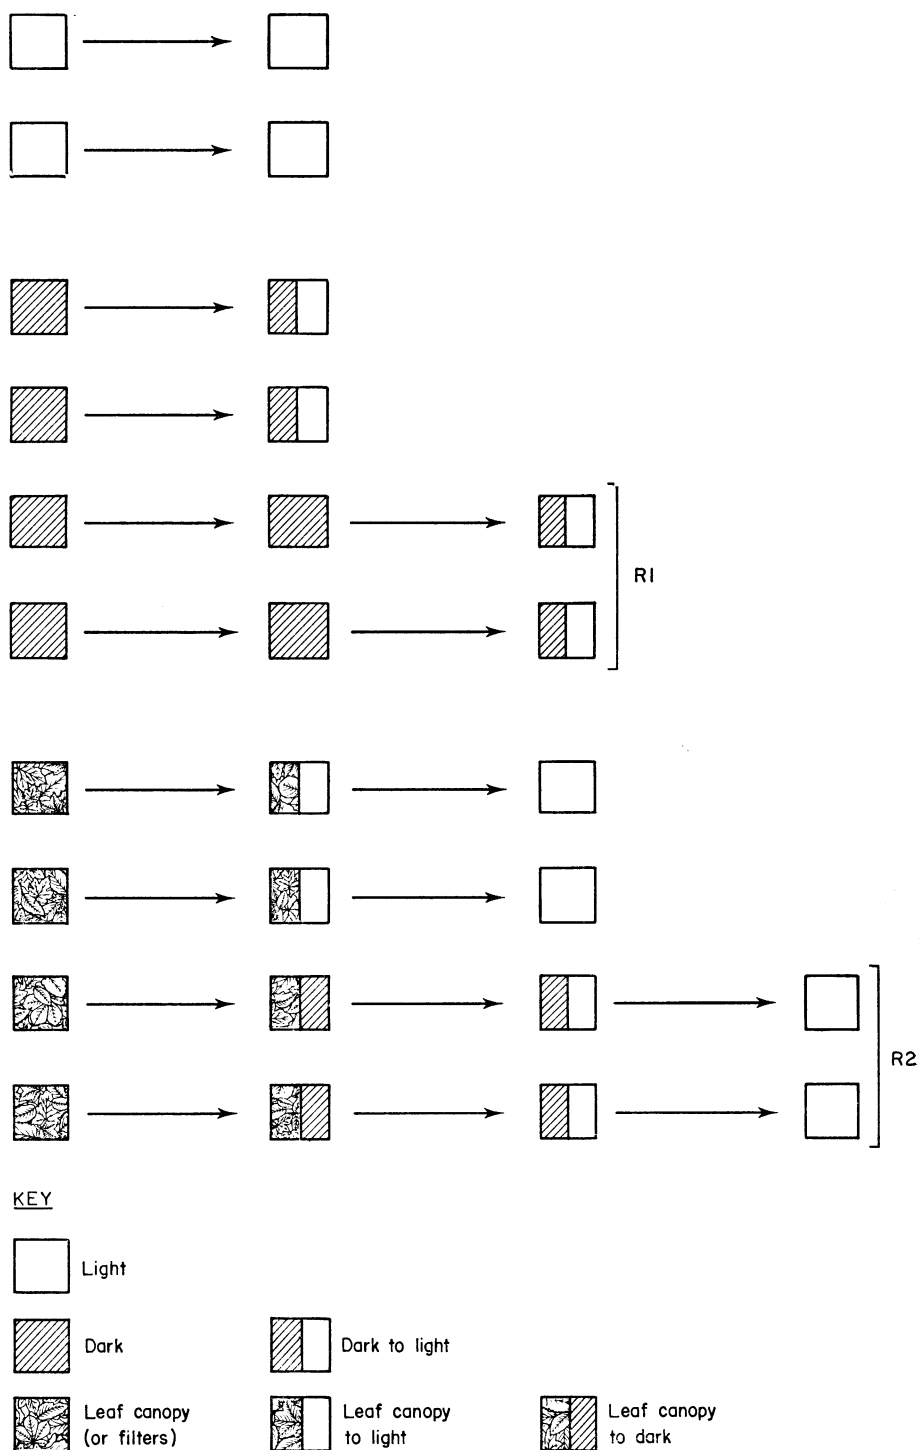 R1
R2
KEY
Light
Dark
Dark to light
Leaf canopy
(or filters)
Leaf canopy
to light
Leaf canopy
to dark